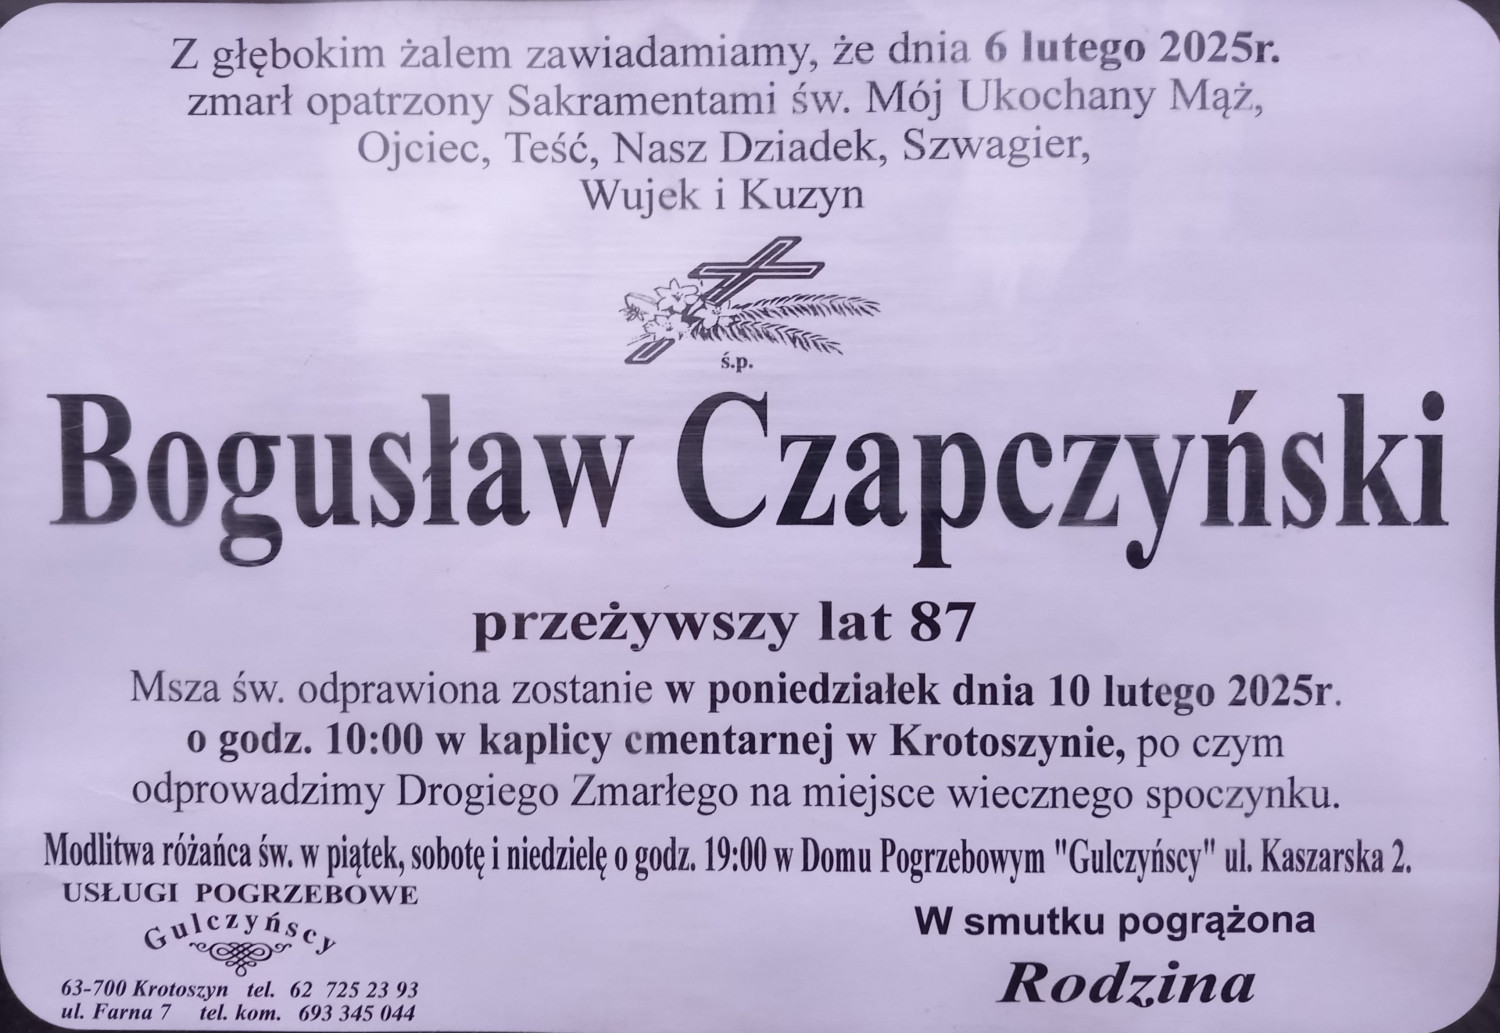 Z głębokim żalem zawiadamiamy, że dnia 6 lutego 2025r.
zmarł opatrzony Sakramentami św. Mój Ukochany Mąż,
Ojciec, Teść, Nasz Dziadek, Szwagier,
Wujek i Kuzyn
ś.p.
Bogusław Czapczyński
przeżywszy lat 87
Msza św. odprawiona zostanie w poniedziałek dnia 10 lutego 2025r.
o godz. 10:00 w kaplicy cmentarnej w Krotoszynie, po czym
odprowadzimy Drogiego Zmarłego na miejsce wiecznego spoczynku.
Modlitwa różańca św. w piątek, sobotę i niedzielę o godz. 19:00 w Domu Pogrzebowym "Gulczyńscy" ul. Kaszarska 2.
USŁUGI POGRZEBOWE
Gulczyńscy
63-700 Krotoszyn tel. 62 725 23 93
ul. Farna 7 tel. kom. 693 345 044
W smutku pogrążona
Rodzina